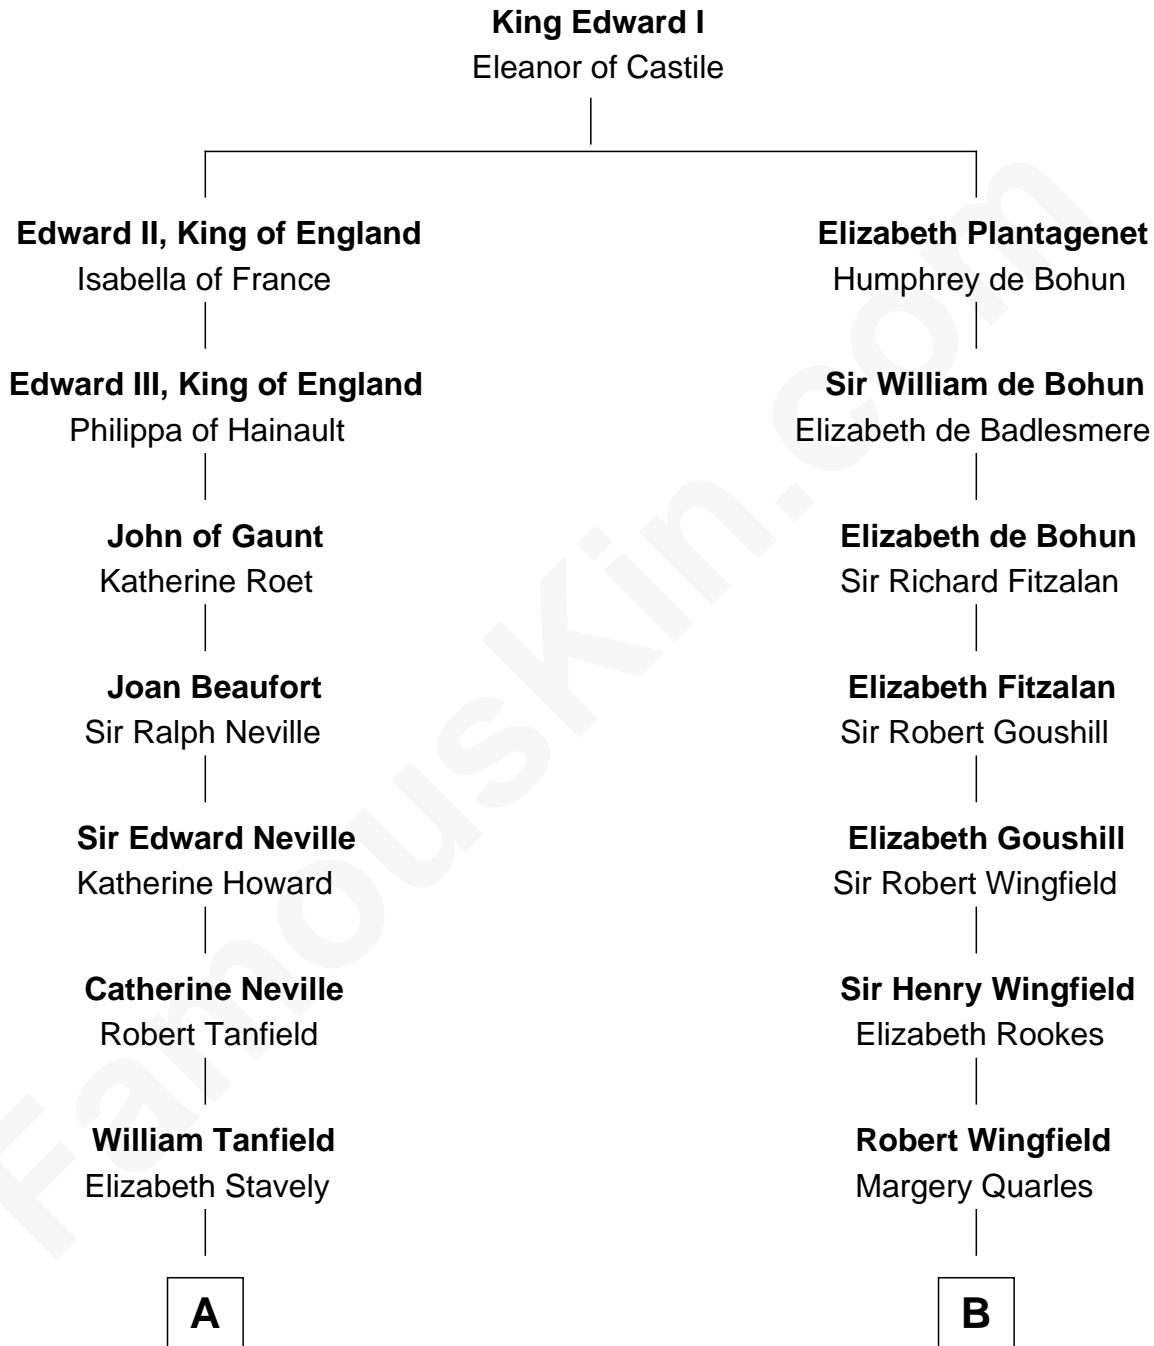 King Edward I
Eleanor of Castile
Edward II, King of England
Isabella of France
Elizabeth Plantagenet
Humphrey de Bohun
Edward III, King of England
Philippa of Hainault
Sir William de Bohun
Elizabeth de Badlesmere
John of Gaunt
Katherine Roet
Elizabeth de Bohun
Sir Richard Fitzalan
Joan Beaufort
Sir Ralph Neville
Elizabeth Fitzalan
Sir Robert Goushill
Sir Edward Neville
Katherine Howard
Elizabeth Goushill
Sir Robert Wingfield
Catherine Neville
Robert Tanfield
Sir Henry Wingfield
Elizabeth Rookes
William Tanfield
Elizabeth Stavely
Robert Wingfield
Margery Quarles
A
B
FamousKin.com